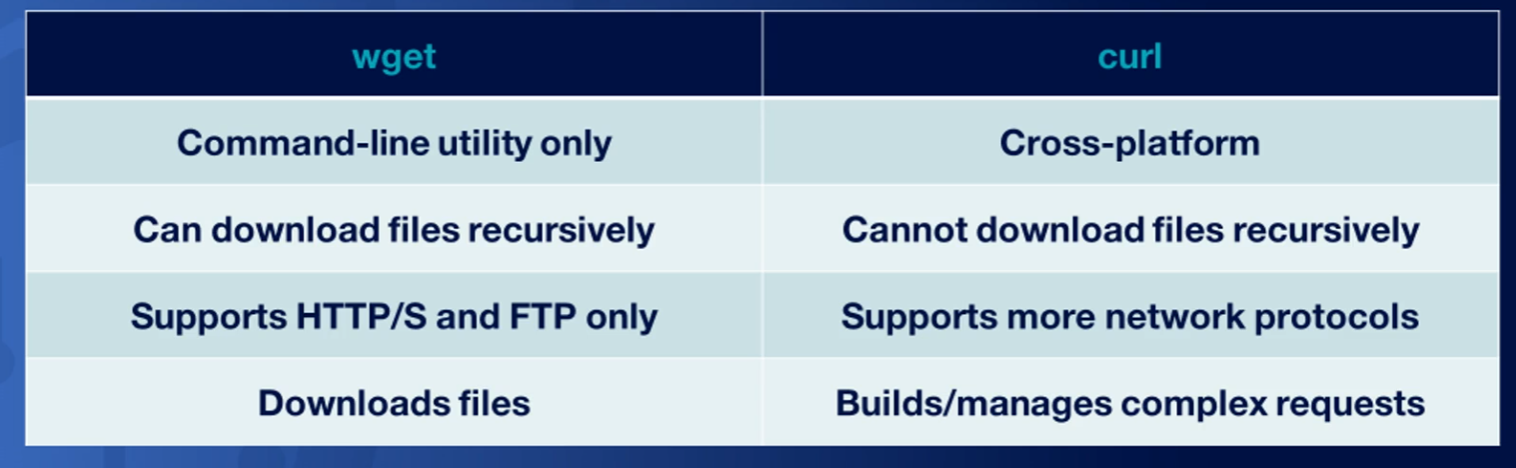 wget curl
Command-line utility only Cross-platform
Can download files recursively Cannot download files recursively
Supports HTTP/S and FTP only Supports more network protocols
Downloads files Builds/manages complex requests